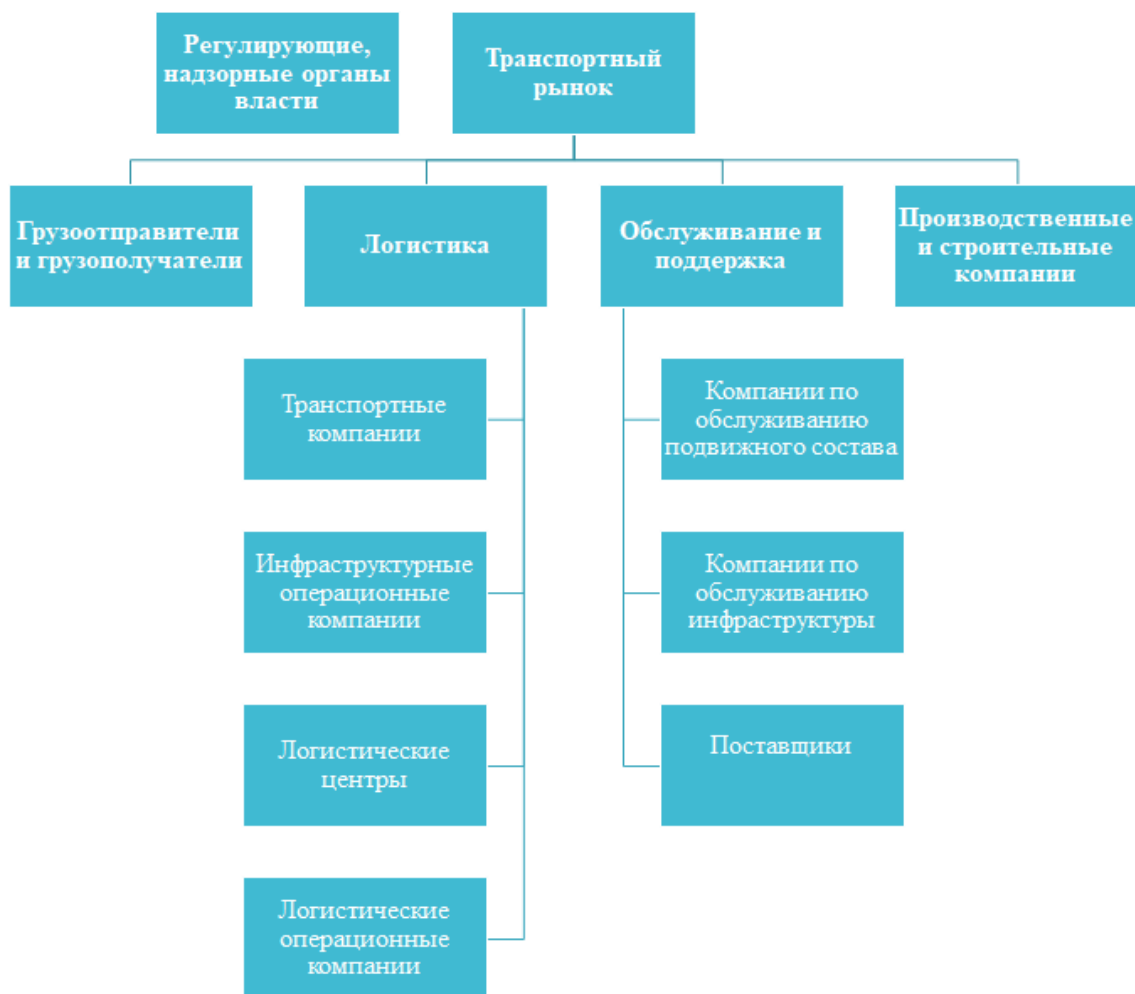 Регулирующие,
надзорные органы
власти
Транспортный
рынок
Грузоотправители
и грузополучатели
Логистика
Обслуживание и
поддержка
Производственные
и строительные
компании
Транспортные
компании
Инфраструктурные
операционные
компании
Логистические
центры
Логистические
операционные
компании
Компании по
обслуживанию
подвижного состава
Компании по
обслуживанию
инфраструктуры
Поставщики